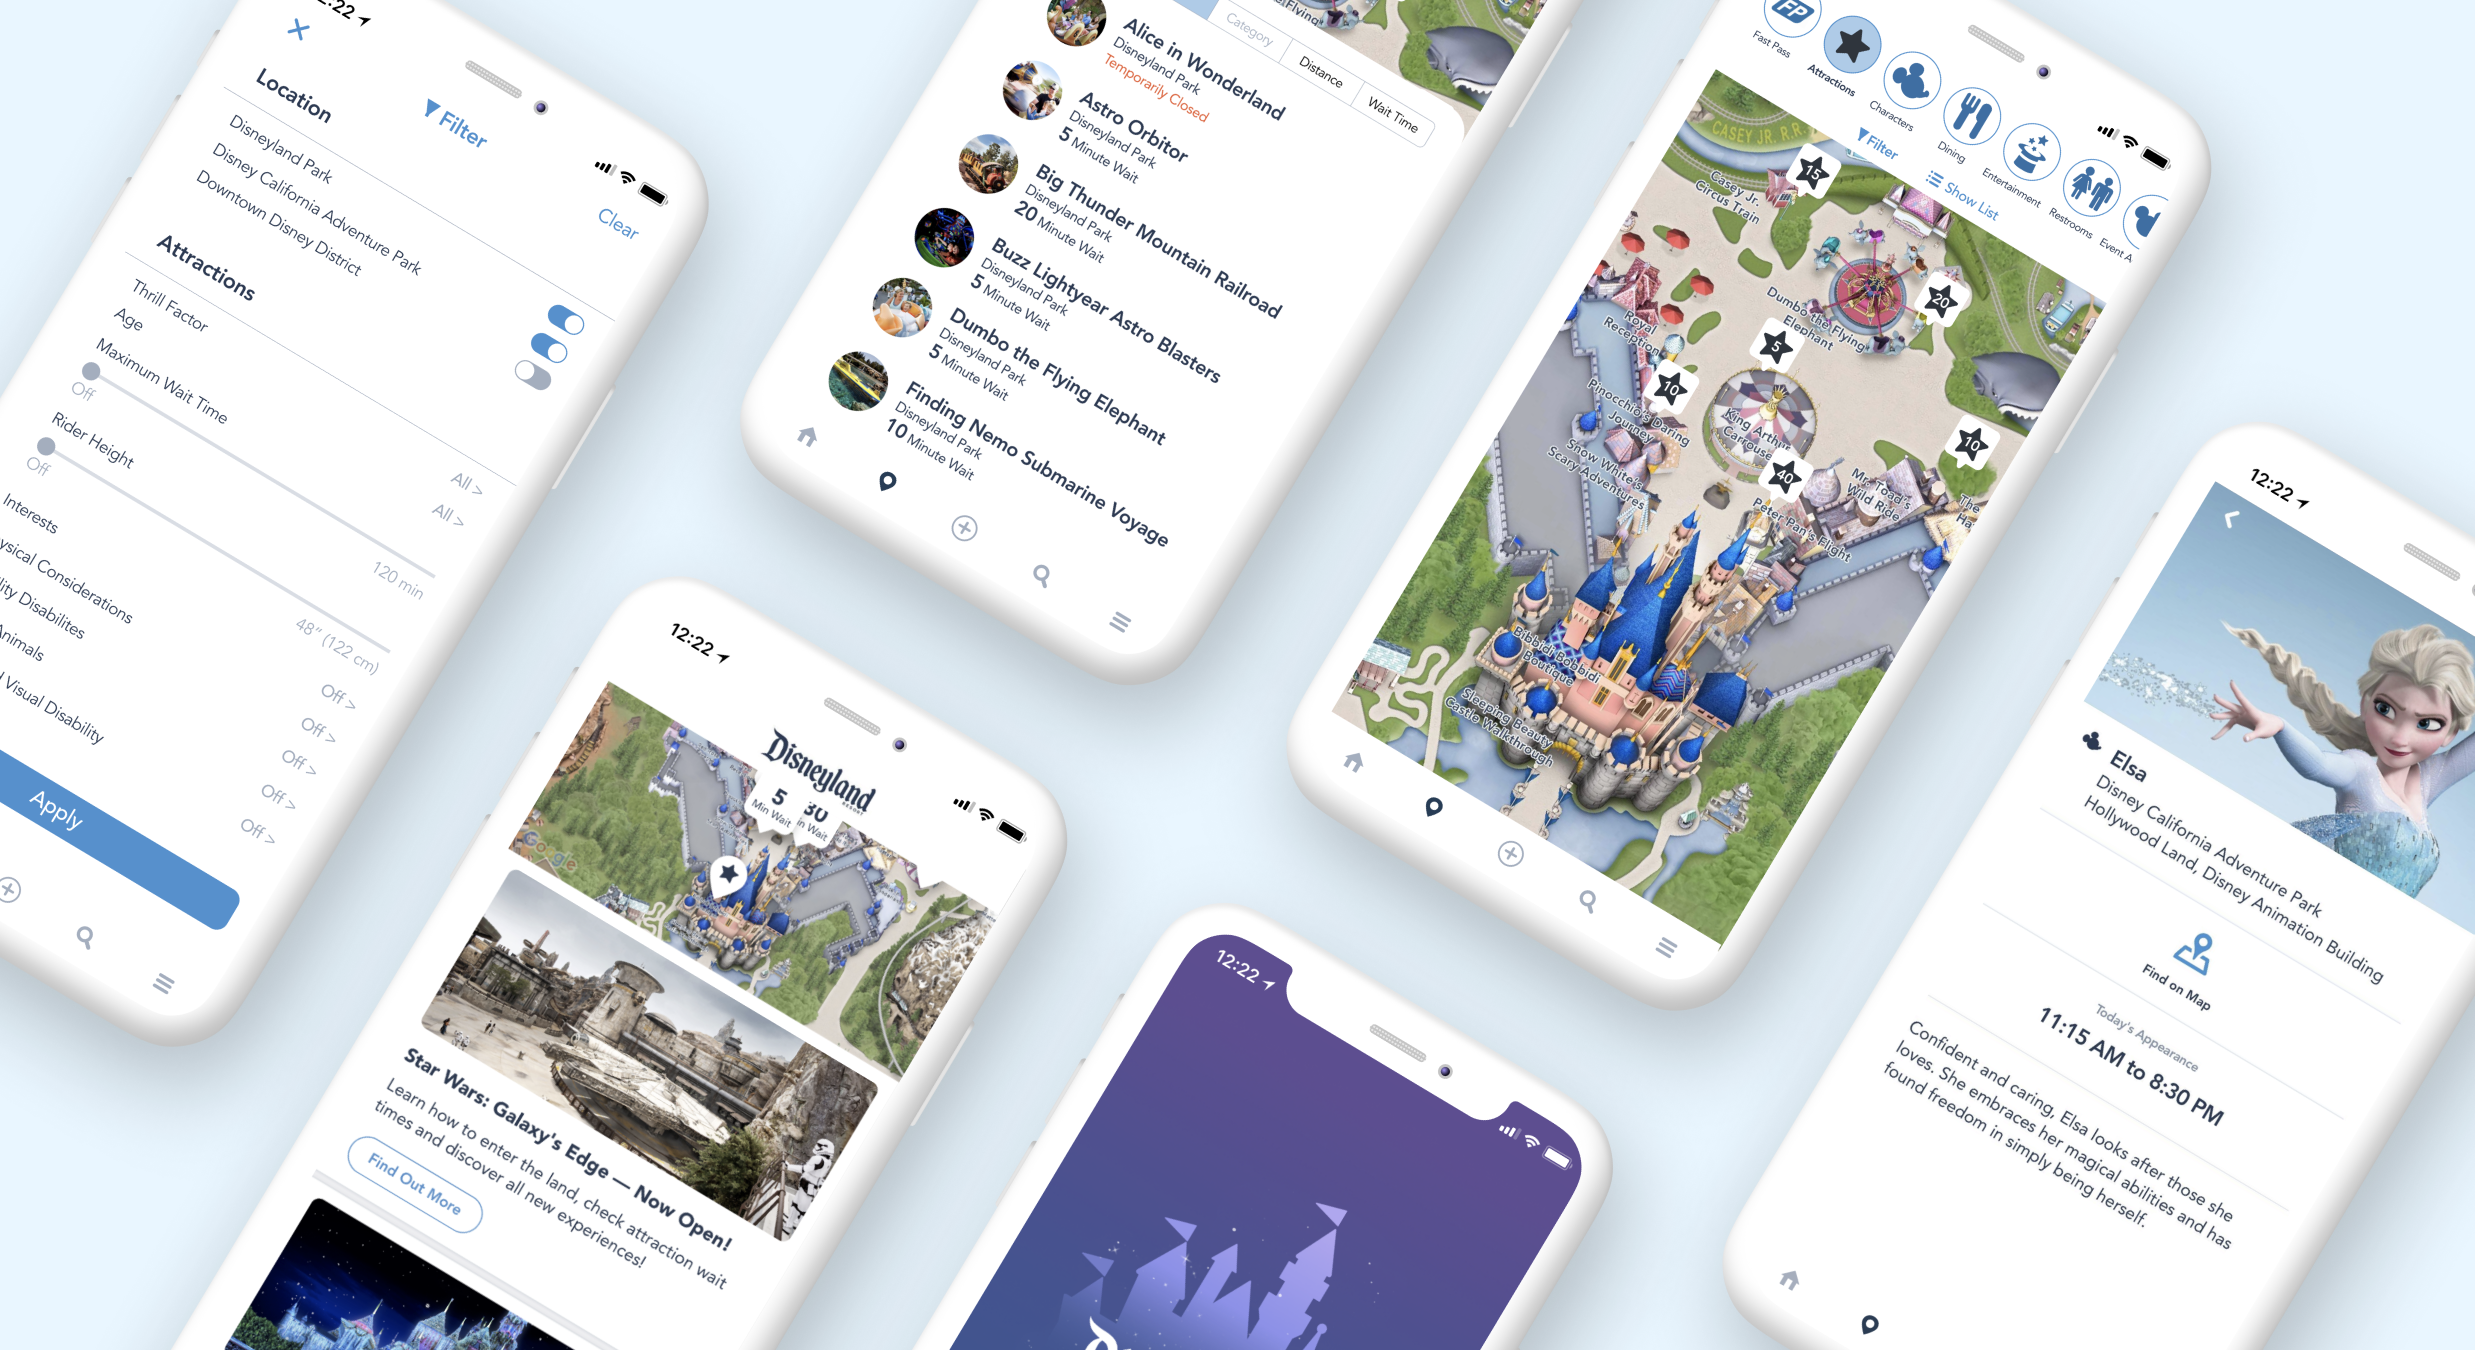 :22
Filter
Clear
Location
Disneyland Park
Disney California Adventure Park
Downtown Disney District
Attractions
Thrill Factor
All >
Age
All >
Maximum Wait Time
Off
120 min
Rider Height
Off
48" (122 cm)
Interests
Off >
ysical Considerations
Off >
ility Disabilites
Off >
Animals
Off >
Visual Disability
Off >
Apply
Category
Distance
Wait Time
Alice in Wonderland
Disneyland Park
Temporarily Closed
Astro Orbitor
Disneyland Park
5 Minute Wait
Big Thunder Mountain Railroad
Disneyland Park
20 Minute Wait
Buzz Lightyear Astro Blasters
Disneyland Park
5 Minute Wait
Dumbo the Flying Elephant
Disneyland Park
5 Minute Wait
Finding Nemo Submarine Voyage
Disneyland Park
10 Minute Wait
FP
Fast Pass
Attractions
Characters
Dining
Entertainment
Restrooms
Event A
Filter
Show List
CASEY JR. R.R.
15
Casey Jr.
Circus Train
20
Dumbo the Flying
Elephant
Royal
Reception
5
10
Pinocchio's Daring
Journey
King Arthu
Carrouse
10
Snow White's
Scary Adventures
40
Mr. Toad's
Wild Ride
The
Ha
Peter Pan's Flight
Bibbidi Bobbidi
Boutique
Sleeping Beauty
Castle Walkthrough
12:22
Disneyland
RESORT
5
Min Wait
30
n Wait
Google
Star Wars: Galaxy's Edge — Now Open!
Learn how to enter the land, check attraction wait
times and discover all new experiences!
Find Out More
12:22
12:22
Elsa
Disney California Adventure Park
Hollywood Land, Disney Animation Building
Find on Map
Today's Appearance
11:15 AM to 8:30 PM
Confident and caring, Elsa looks after those she
loves. She embraces her magical abilities and has
found freedom in simply being herself.